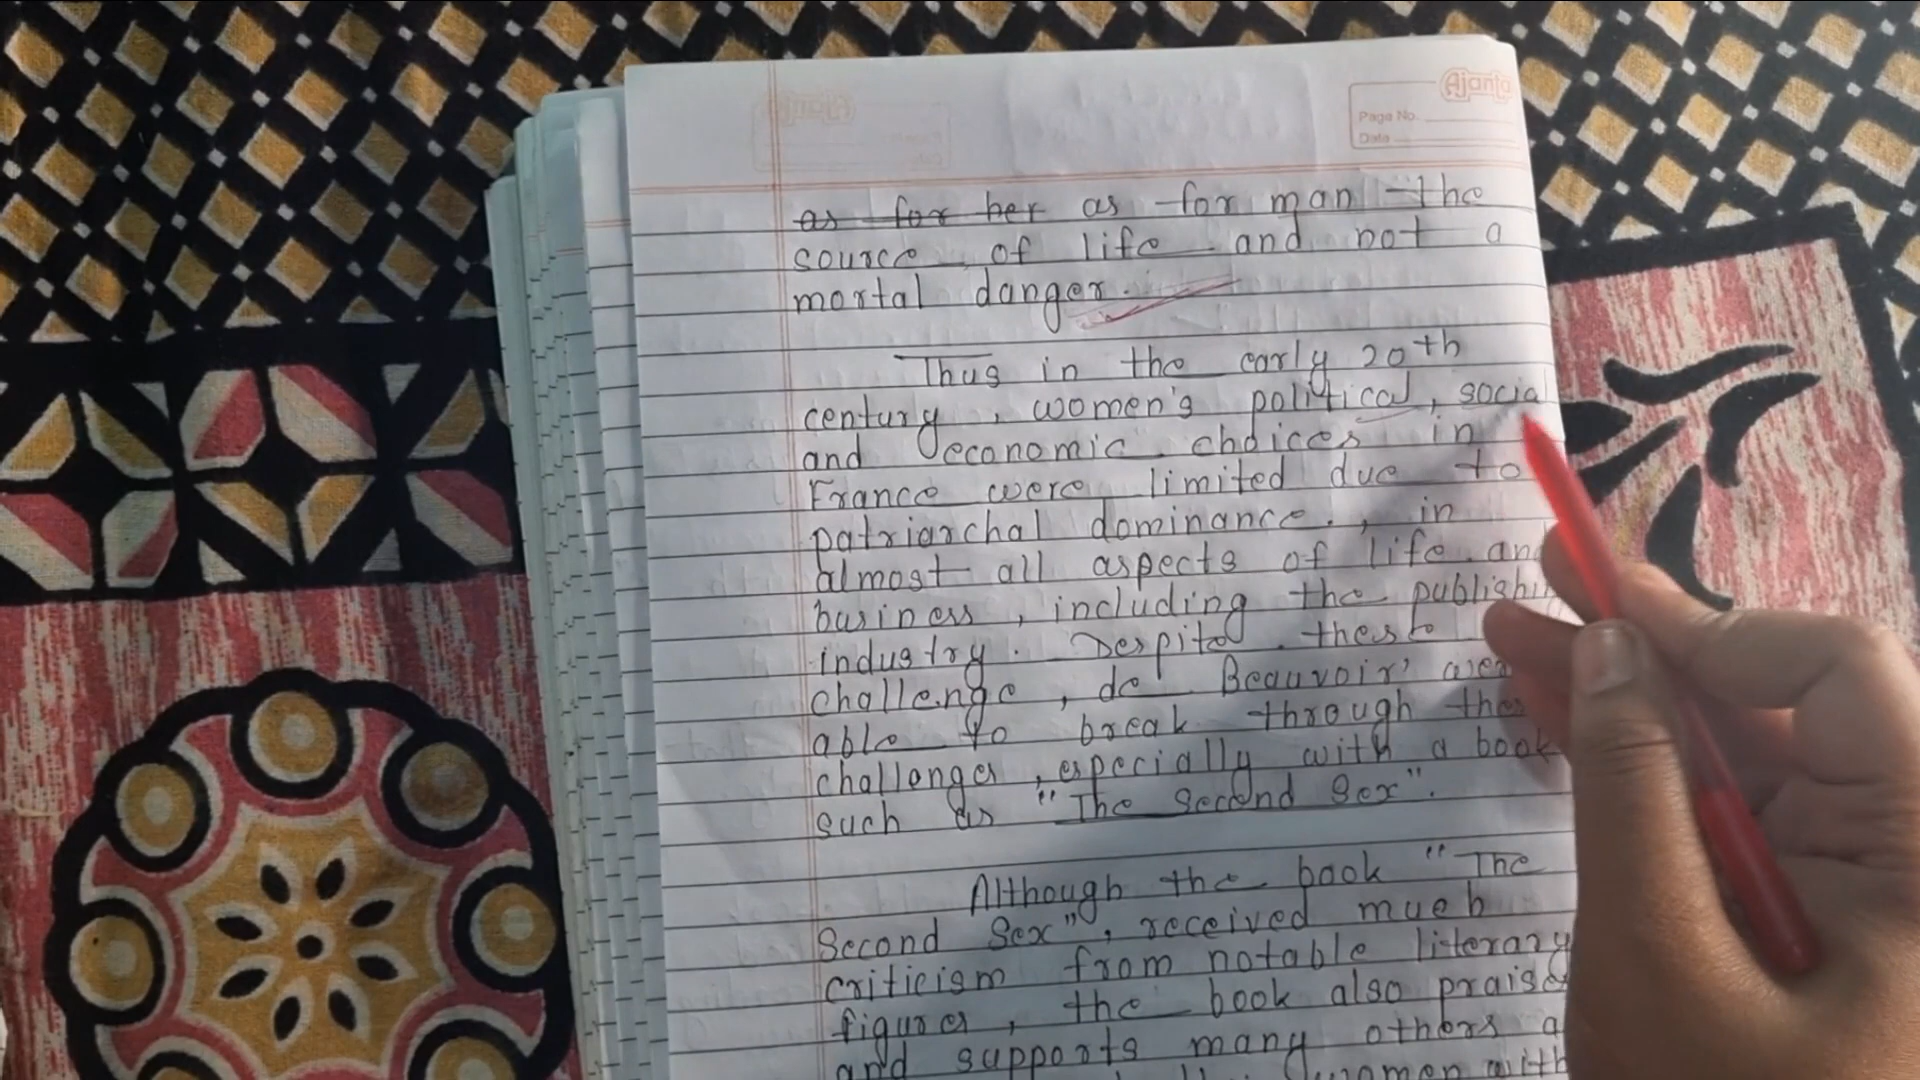 Ajanta
Page No.
Date
as for her as for man the
source of life and not a
mortal danger.
Thus in the early 20th
century, women's political, social
and economic choices in
France were limited due to
patriarchal dominance., in
almost all aspects of life and
business, including the publishin
industry. Despite these
challenge, de Beauvoir'
able to break through
challenges, especially with a book
such as "The Second Sex".
Although the book "The
Second Sex", received much
criticism from notable literary
figures, the book also praise
and supports many others
women with